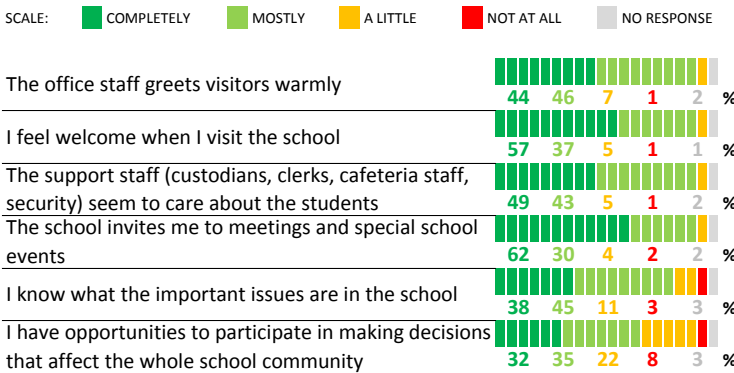 SCALE: COMPLETELY MOSTLY A LITTLE NOT AT ALL NO RESPONSE
The office staff greets visitors warmly
44 46 7 1 2 %
I feel welcome when I visit the school
57 37 5 1 1 %
The support staff (custodians, clerks, cafeteria staff,
security) seem to care about the students
49 43 5 1 2 %
The school invites me to meetings and special school
events
62 30 4 2 2 %
I know what the important issues are in the school
38 45 11 3 3 %
I have opportunities to participate in making decisions
that affect the whole school community
32 35 22 8 3 %